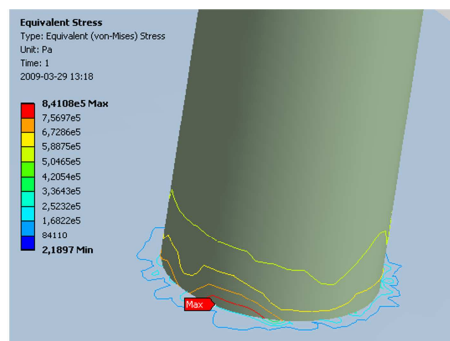 Equivalent Stress
Type: Equivalent (von-Mises) Stress
Unit: Pa
Time: 1
2009-03-29 13:18
8,4108e5 Max
7,5697e5
6,7286e5
5,8875e5
5,0465e5
4,2054e5
3,3643e5
2,5232e5
1,6822e5
84110
2,1897 Min
Max